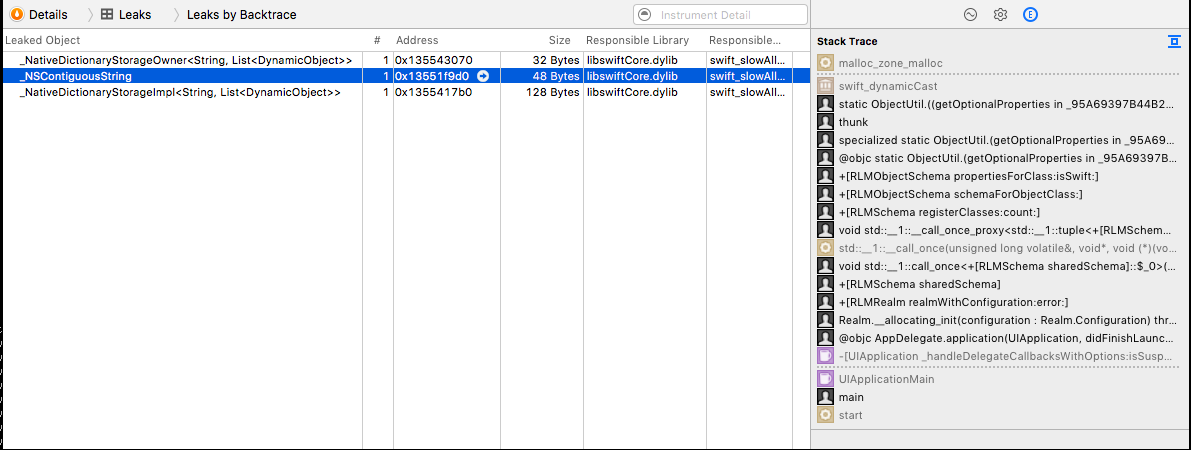 Details Leaks Leaks by Backtrace Instrument Detail
Leaked Object # Address Size Responsible Library Responsible...
_NativeDictionaryStorageOwner<String, List<DynamicObject>> 1 0x135543070 32 Bytes libswiftCore.dylib swift_slowAll...
_NSContiguousString 1 0x13551f9d0 48 Bytes libswiftCore.dylib swift_slowAll...
_NativeDictionaryStorageImpl<String, List<DynamicObject>> 1 0x1355417b0 128 Bytes libswiftCore.dylib swift_slowAll...
E
Stack Trace
malloc_zone_malloc
swift_dynamicCast
static ObjectUtil.((getOptionalProperties in _95A69397B44B2...
thunk
specialized static ObjectUtil.(getOptionalProperties in _95A69...
@objc static ObjectUtil.(getOptionalProperties in _95A69397B...
+[RLMObjectSchema propertiesForClass:isSwift:]
+[RLMObjectSchema schemaForObjectClass:]
+[RLMSchema registerClasses:count:]
void std::__1::__call_once_proxy<std::__1::tuple<+[RLMSchem...
std::__1::__call_once(unsigned long volatile&, void*, void (*)(vo...
void std::__1::call_once<+[RLMSchema sharedSchema]::$_0>(...
+[RLMSchema sharedSchema]
+[RLMRealm realmWithConfiguration:error:]
Realm.__allocating_init(configuration : Realm.Configuration) thr...
@objc AppDelegate.application(UIApplication, didFinishLaunc...
-[UIApplication _handleDelegateCallbacksWithOptions:isSusp...
UIApplicationMain
main
start